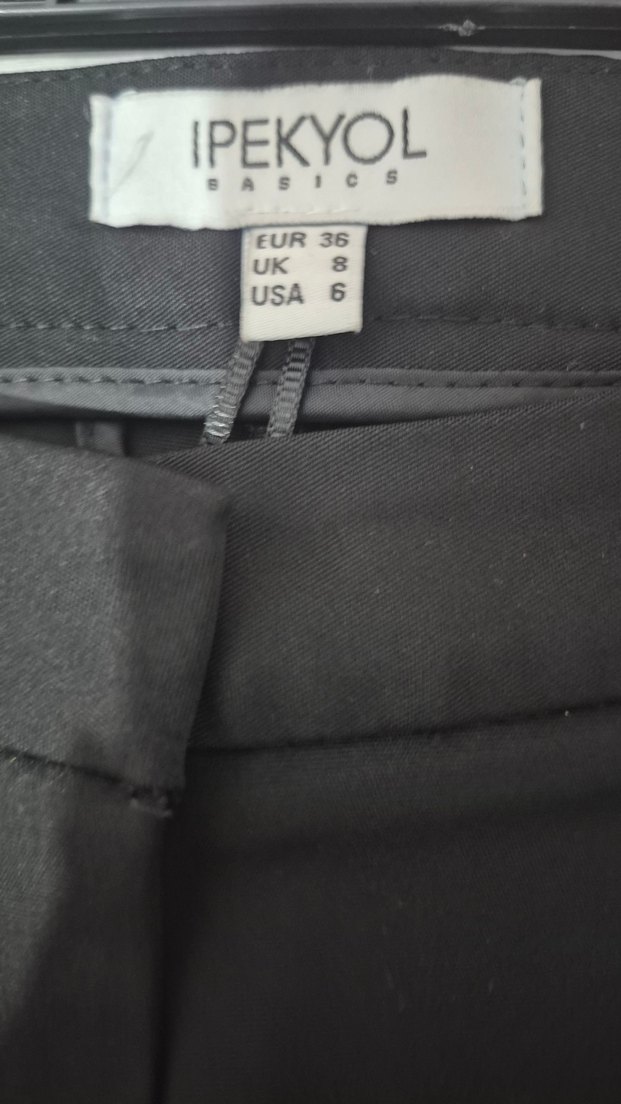 IPEKYOL
BASICS
EUR 36
UK 8
USA 6